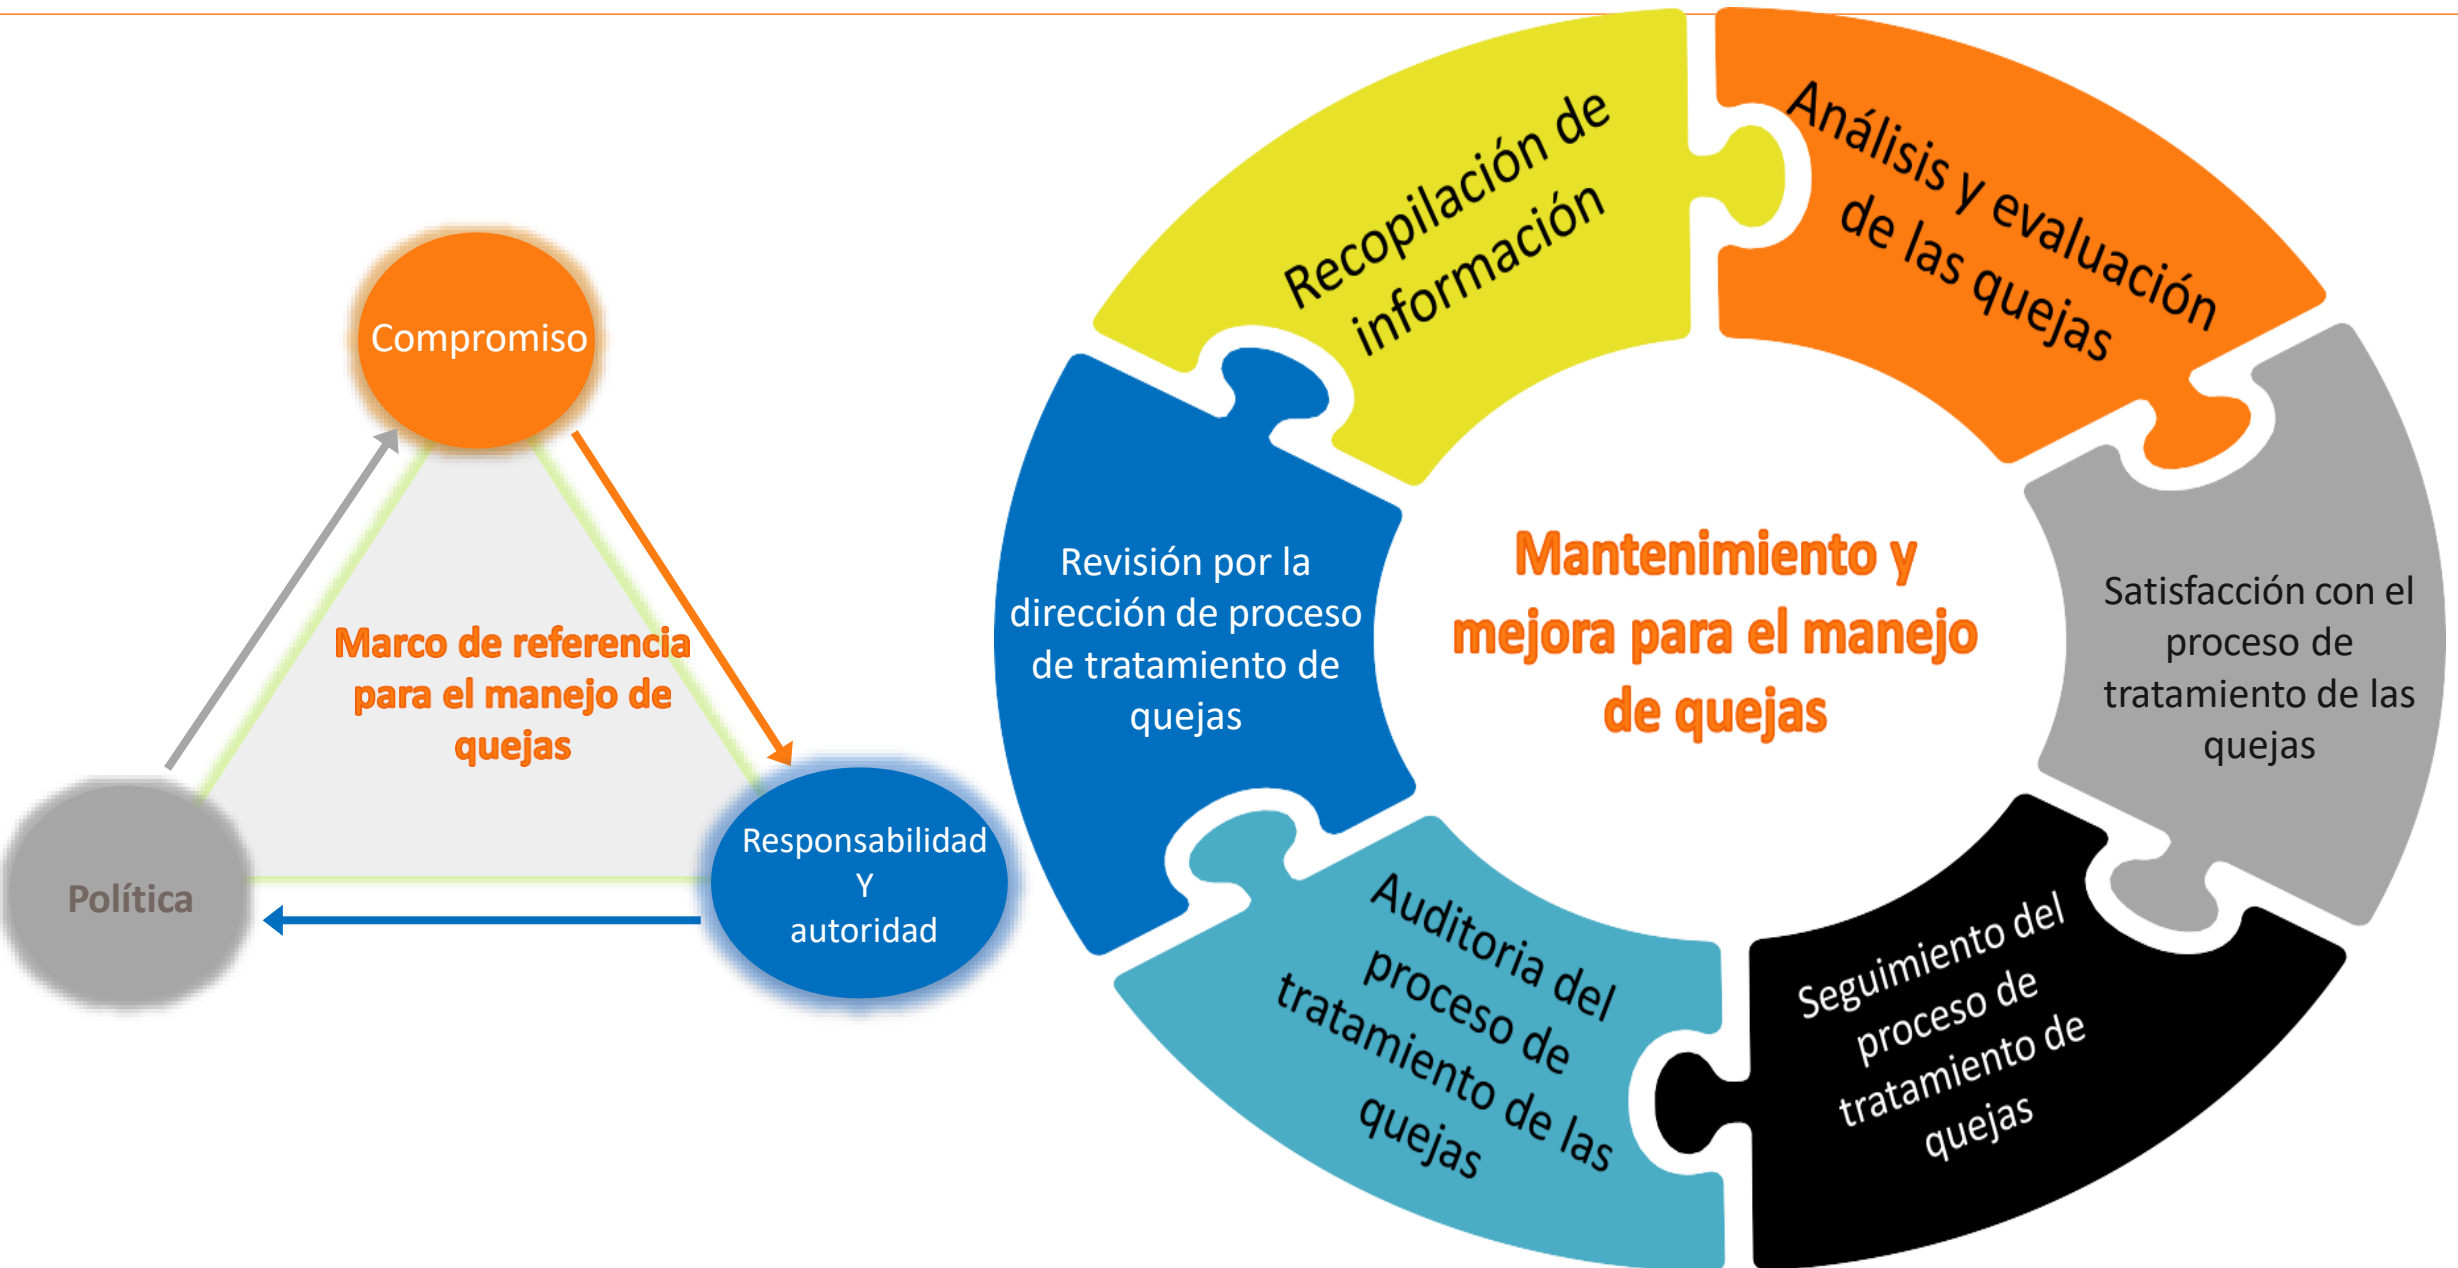 Compromiso
Marco de referencia
para el manejo de
quejas
Responsabilidad
Y
autoridad
Política
Recopilación de
información
Análisis y evaluación
de las quejas
Satisfacción con el
proceso de
tratamiento de las
quejas
Seguimiento del
proceso de
tratamiento de
quejas
Auditoria del
proceso de
tratamiento de las
quejas
Revisión por la
dirección de proceso
de tratamiento de
quejas
Mantenimiento y
mejora para el manejo
de quejas